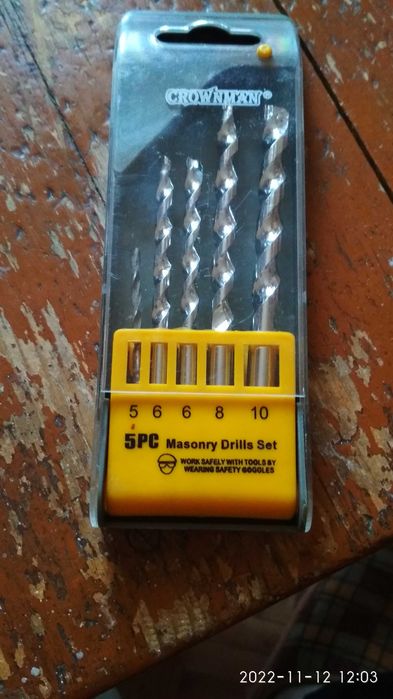 CROWNMAN®
5 6 6 8 10
5PC Masonry Drills Set
WORK SAFELY WITH TOOLS BY
WEARING SAFETY GOGGLES
2022-11-12 12:03